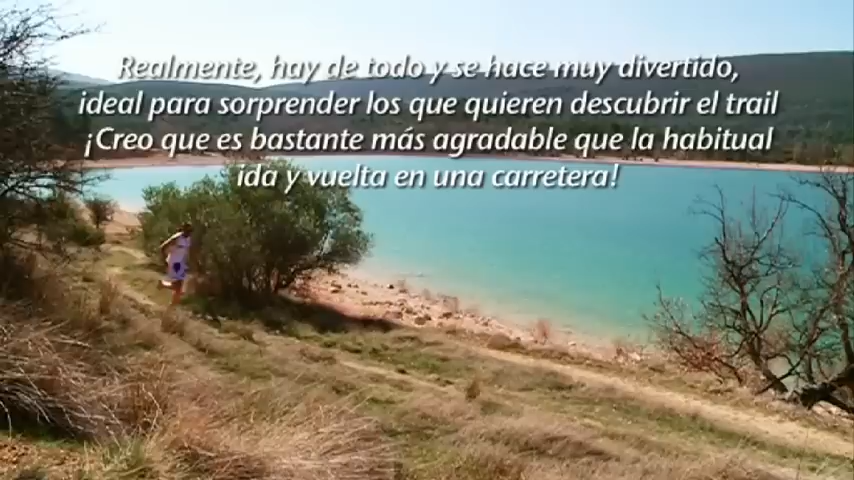 Realmente, hay de todo y se hace muy divertido,
ideal para sorprender los que quieren descubrir el trail
¡Creo que es bastante más agradable que la habitual
ida y vuelta en una carretera!